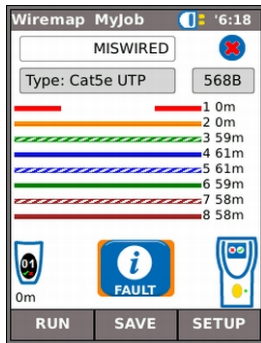 Wiremap MyJob '6:18
MISWIRED
Type: Cat5e UTP 568B
1 0m
2 0m
3 59m
4 61m
5 61m
6 59m
7 58m
8 58m
01
0m
i
FAULT
RUN SAVE SETUP